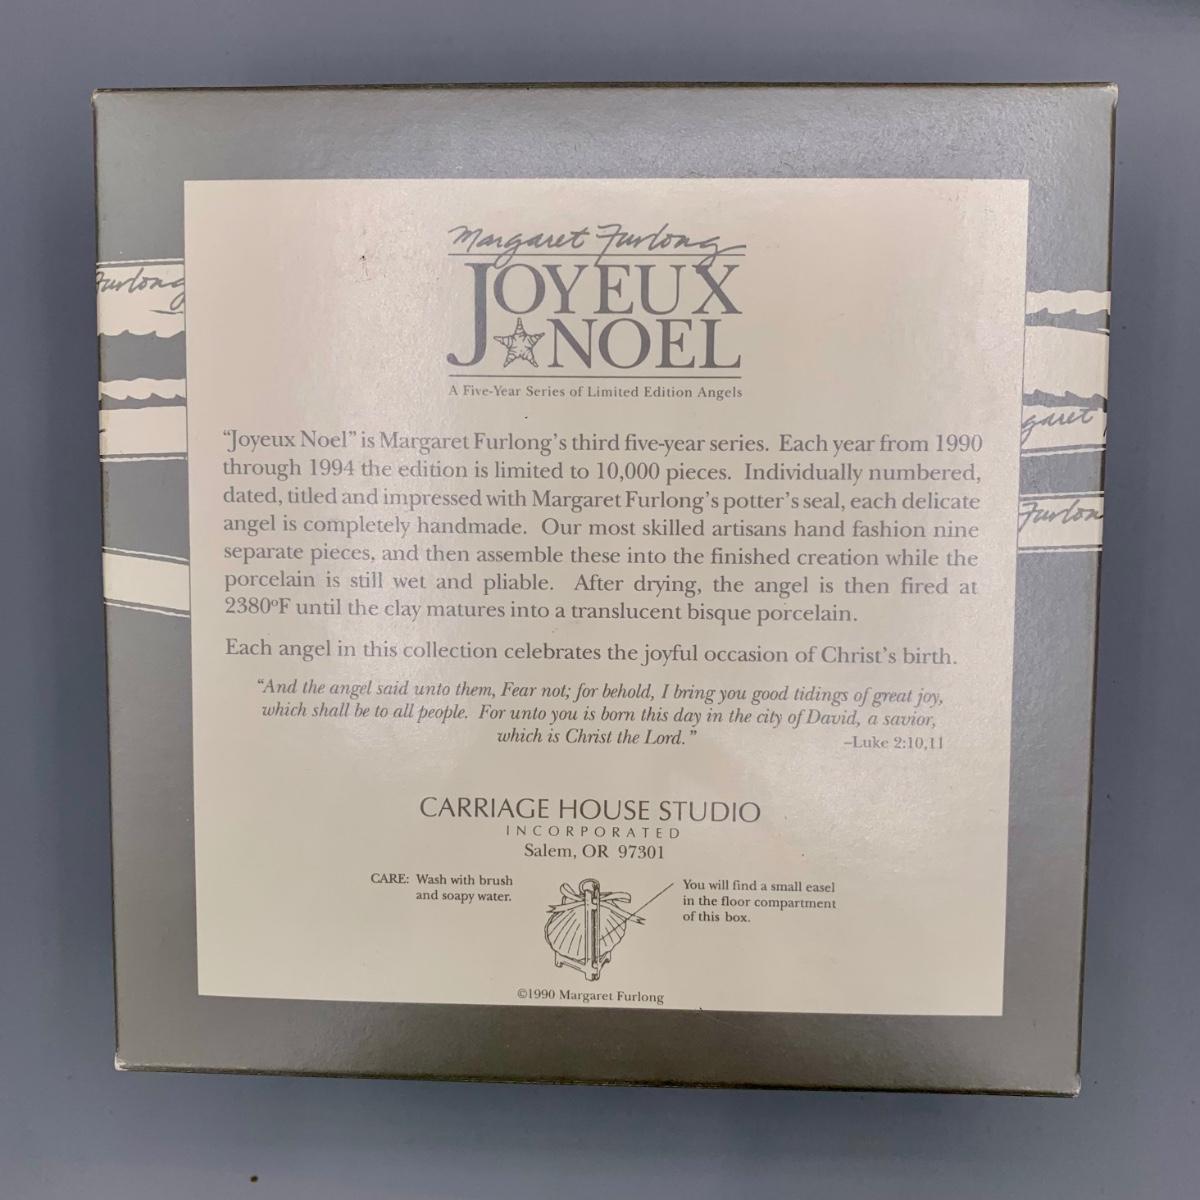 Margaret Furlong
JOYEUX
NOEL
A Five-Year Series of Limited Edition Angels
“Joyeux Noel” is Margaret Furlong’s third five-year series. Each year from 1990
through 1994 the edition is limited to 10,000 pieces. Individually numbered,
dated, titled and impressed with Margaret Furlong’s potter’s seal, each delicate
angel is completely handmade. Our most skilled artisans hand fashion nine
separate pieces, and then assemble these into the finished creation while the
porcelain is still wet and pliable. After drying, the angel is then fired at
2380ºF until the clay matures into a translucent bisque porcelain.
Each angel in this collection celebrates the joyful occasion of Christ’s birth.
“And the angel said unto them, Fear not; for behold, I bring you good tidings of great joy,
which shall be to all people. For unto you is born this day in the city of David, a savior,
which is Christ the Lord.”
–Luke 2:10,11
CARRIAGE HOUSE STUDIO
INCORPORATED
Salem, OR 97301
CARE: Wash with brush
and soapy water.
You will find a small easel
in the floor compartment
of this box.
©1990 Margaret Furlong
Furlong
garet
Furlon